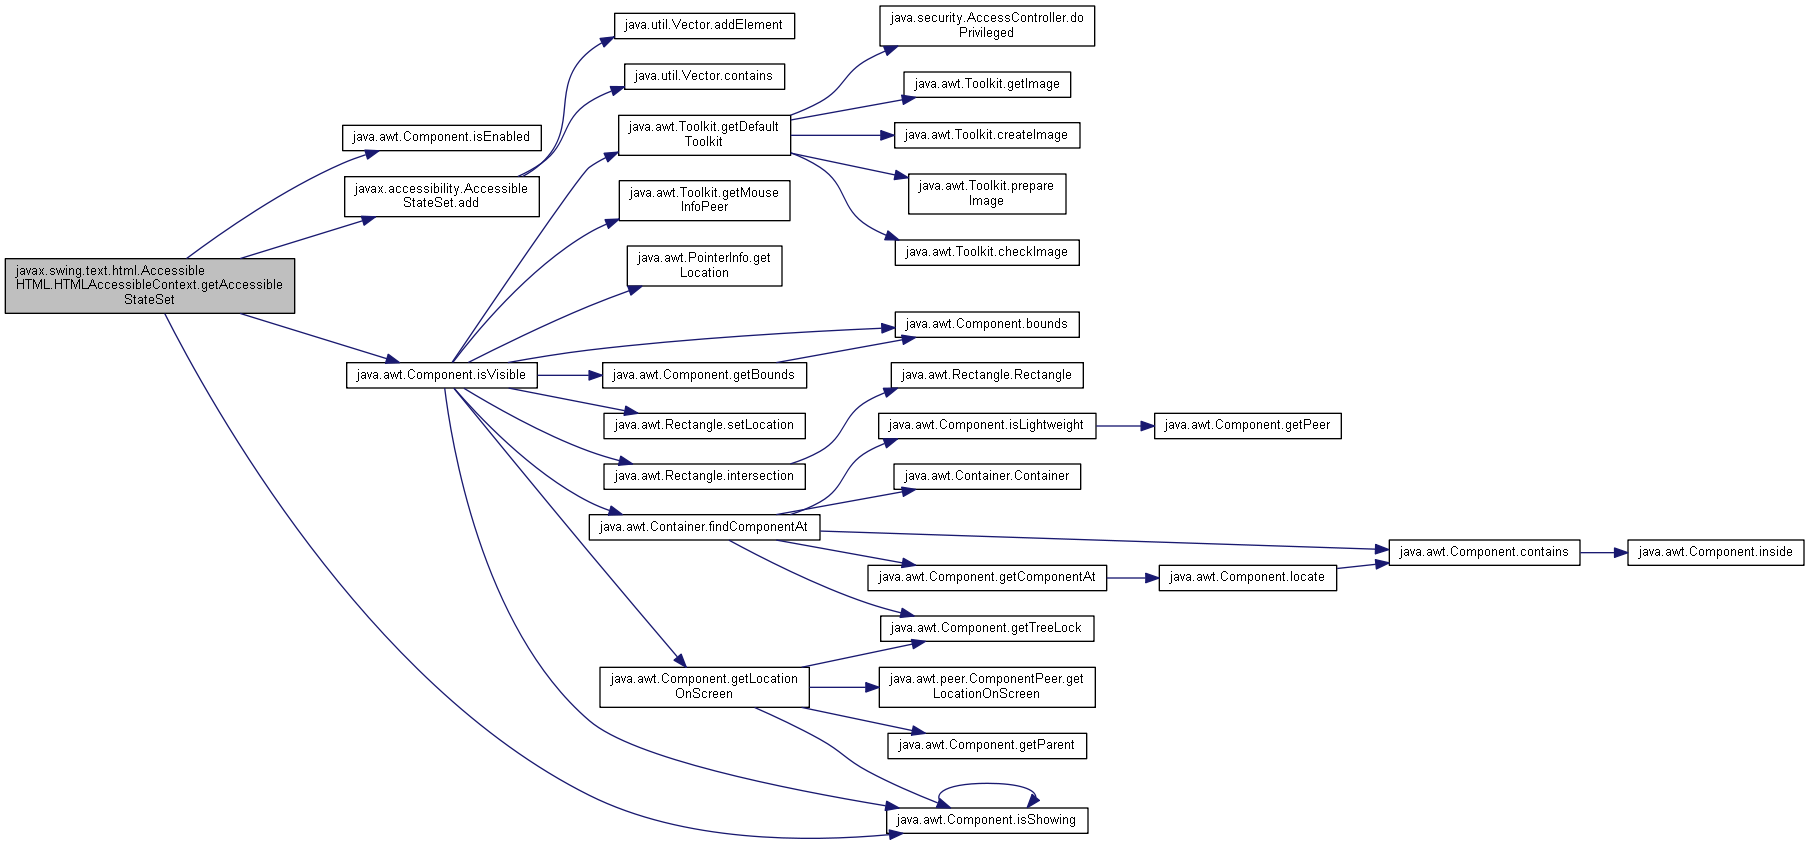 javax.swing.text.html.Accessible
HTML.HTMLAccessibleContext.getAccessible
StateSet
java.awt.Component.isEnabled
javax.accessibility.Accessible
StateSet.add
java.awt.Component.isVisible
java.util.Vector.addElement
java.util.Vector.contains
java.awt.Toolkit.getDefault
Toolkit
java.awt.Toolkit.getMouse
InfoPeer
java.awt.PointerInfo.get
Location
java.awt.Component.getBounds
java.awt.Rectangle.setLocation
java.awt.Rectangle.intersection
java.awt.Container.findComponentAt
java.awt.Component.getLocation
OnScreen
java.security.AccessController.do
Privileged
java.awt.Toolkit.getImage
java.awt.Toolkit.createImage
java.awt.Toolkit.prepare
Image
java.awt.Toolkit.checkImage
java.awt.Component.bounds
java.awt.Rectangle.Rectangle
java.awt.Component.isLightweight
java.awt.Container.Container
java.awt.Component.getComponentAt
java.awt.Component.getTreeLock
java.awt.peer.ComponentPeer.get
LocationOnScreen
java.awt.Component.getParent
java.awt.Component.isShowing
java.awt.Component.getPeer
java.awt.Component.locate
java.awt.Component.contains
java.awt.Component.inside